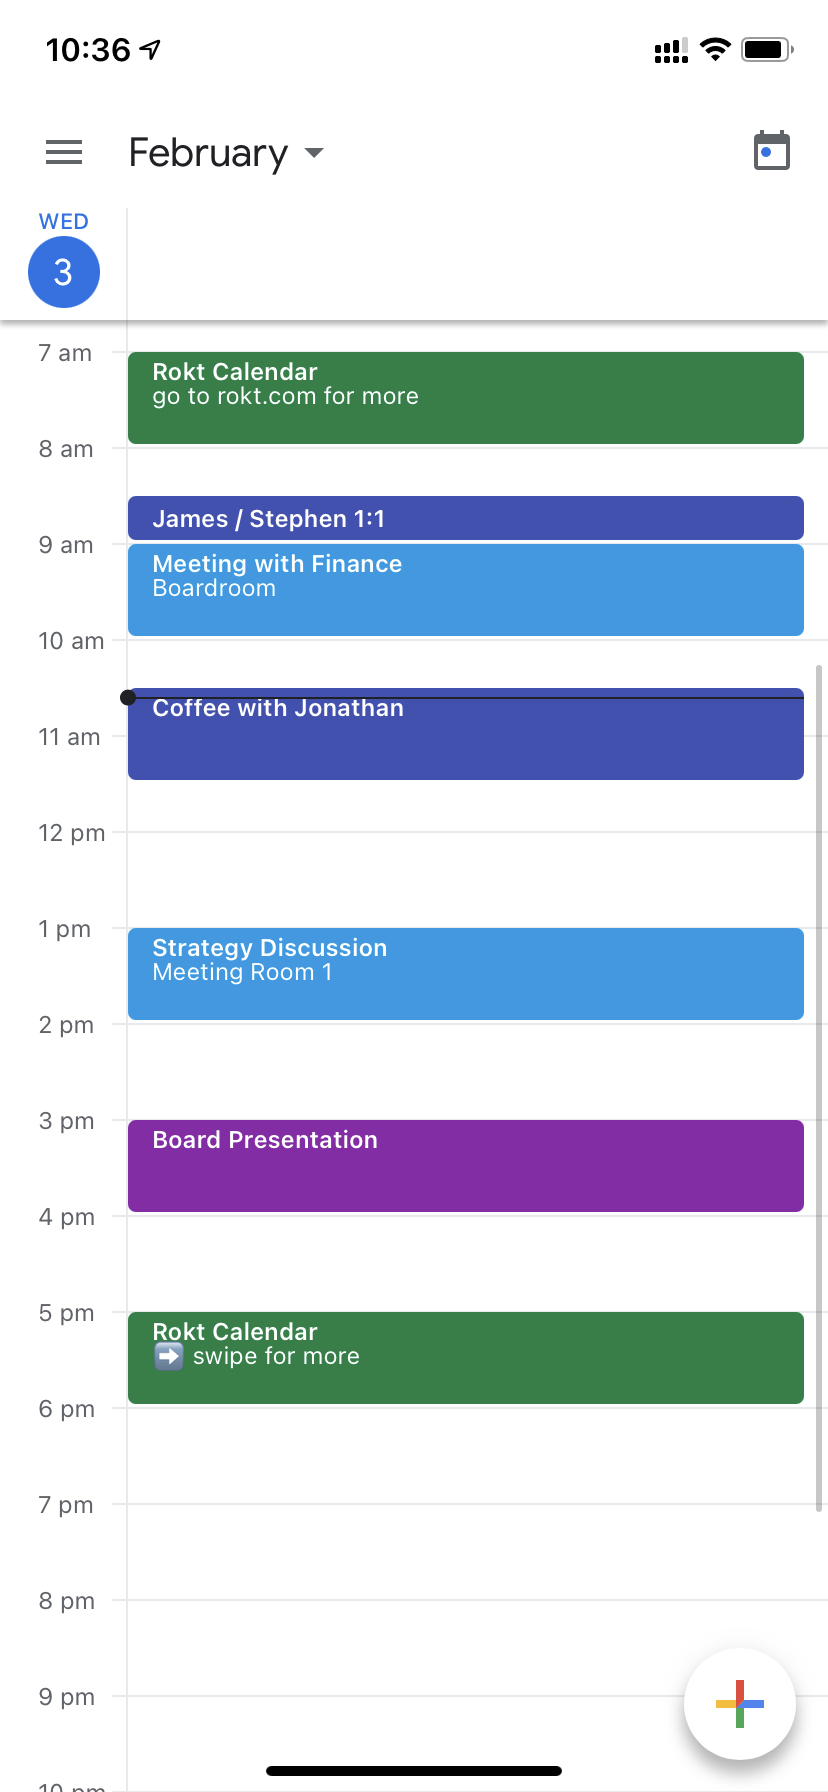 10:36
February
WED
3
7 am
Rokt Calendar
go to rokt.com for more
8 am
James / Stephen 1:1
9 am
Meeting with Finance
Boardroom
10 am
Coffee with Jonathan
11 am
12 pm
1 pm
Strategy Discussion
Meeting Room 1
2 pm
3 pm
Board Presentation
4 pm
5 pm
Rokt Calendar
➡️ swipe for more
6 pm
7 pm
8 pm
9 pm
10 pm